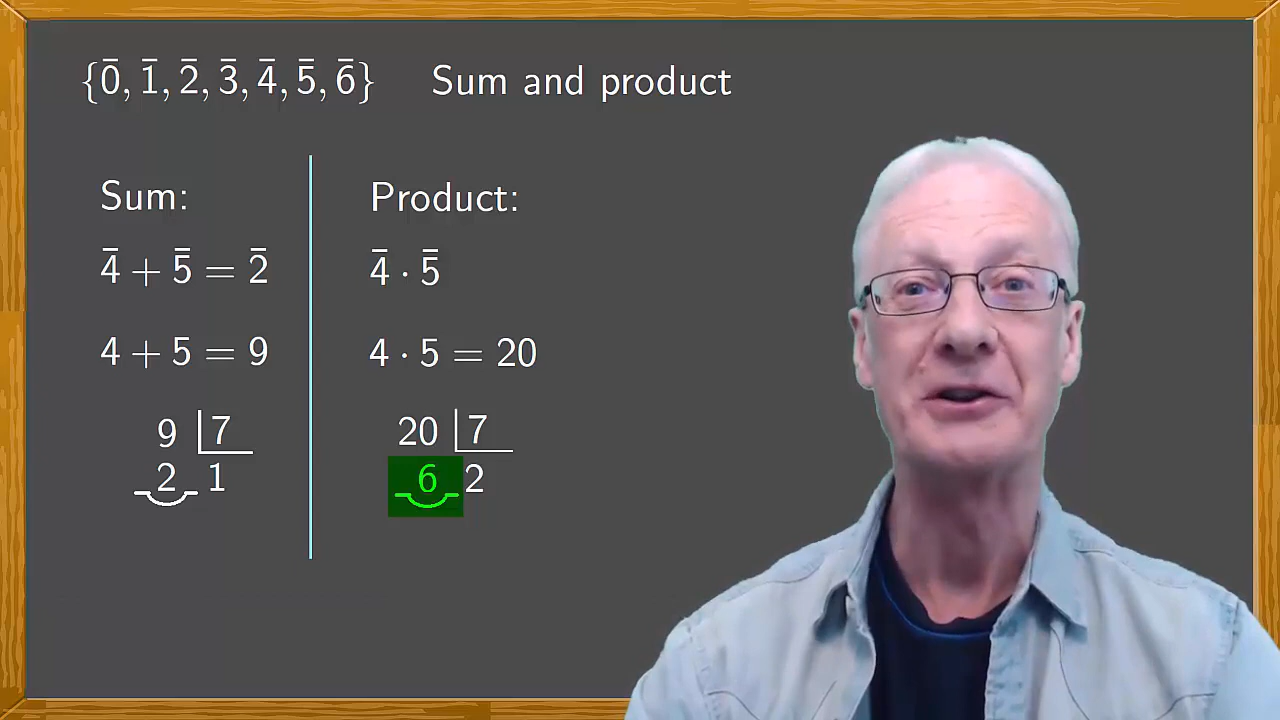 {0̄, 1̄, 2̄, 3̄, 4̄, 5̄, 6̄} Sum and product
Sum:
4̄ + 5̄ = 2̄
4 + 5 = 9
9 7
2 1
Product:
4̄ · 5̄
4 · 5 = 20
20 7
6 2